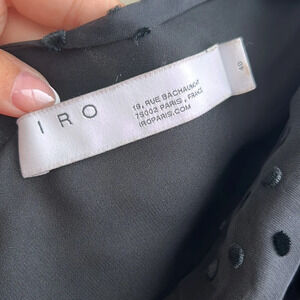 IRO
19, RUE BACHAUMONT
75002 PARISّ, FRANCE
IROPARIS.COM